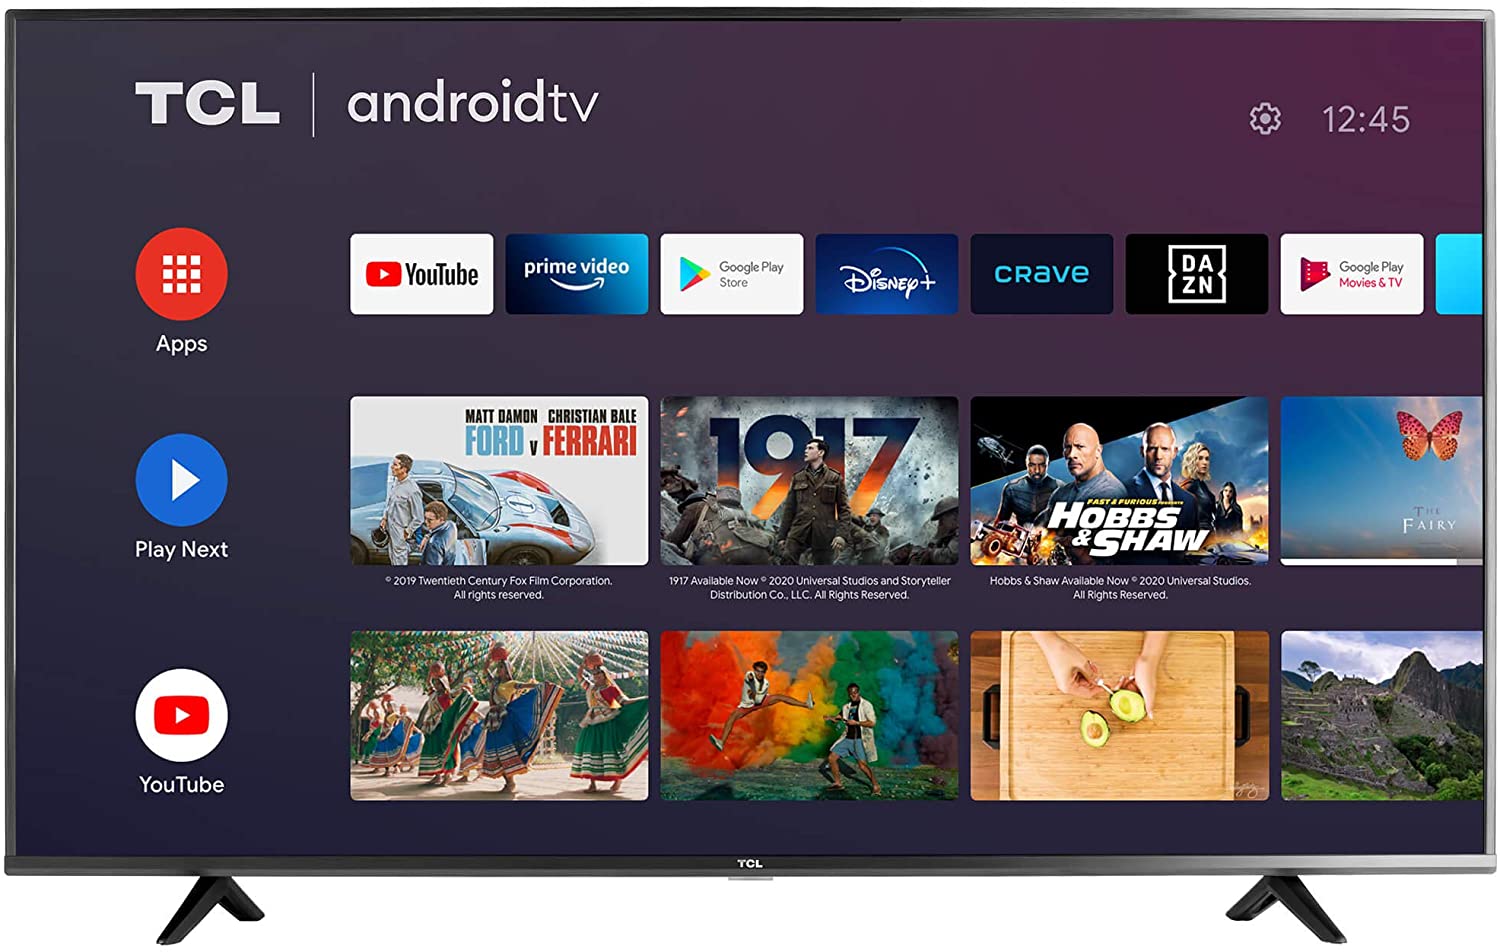 TCL | androidtv
12:45
Apps
YouTube
prime video
Google Play
Store
Disney+
CRAVE
DA
ZN
Google Play
Movies & TV
Play Next
MATT DAMON CHRISTIAN BALE
FORD v FERRARI
© 2019 Twentieth Century Fox Film Corporation.
All rights reserved.
1917
1917 Available Now © 2020 Universal Studios and Storyteller
Distribution Co., LLC. All Rights Reserved.
FAST & FURIOUS PRESENTS
HOBBS
& SHAW
Hobbs & Shaw Available Now © 2020 Universal Studios.
All Rights Reserved.
THE
FAIRY
YouTube
TCL